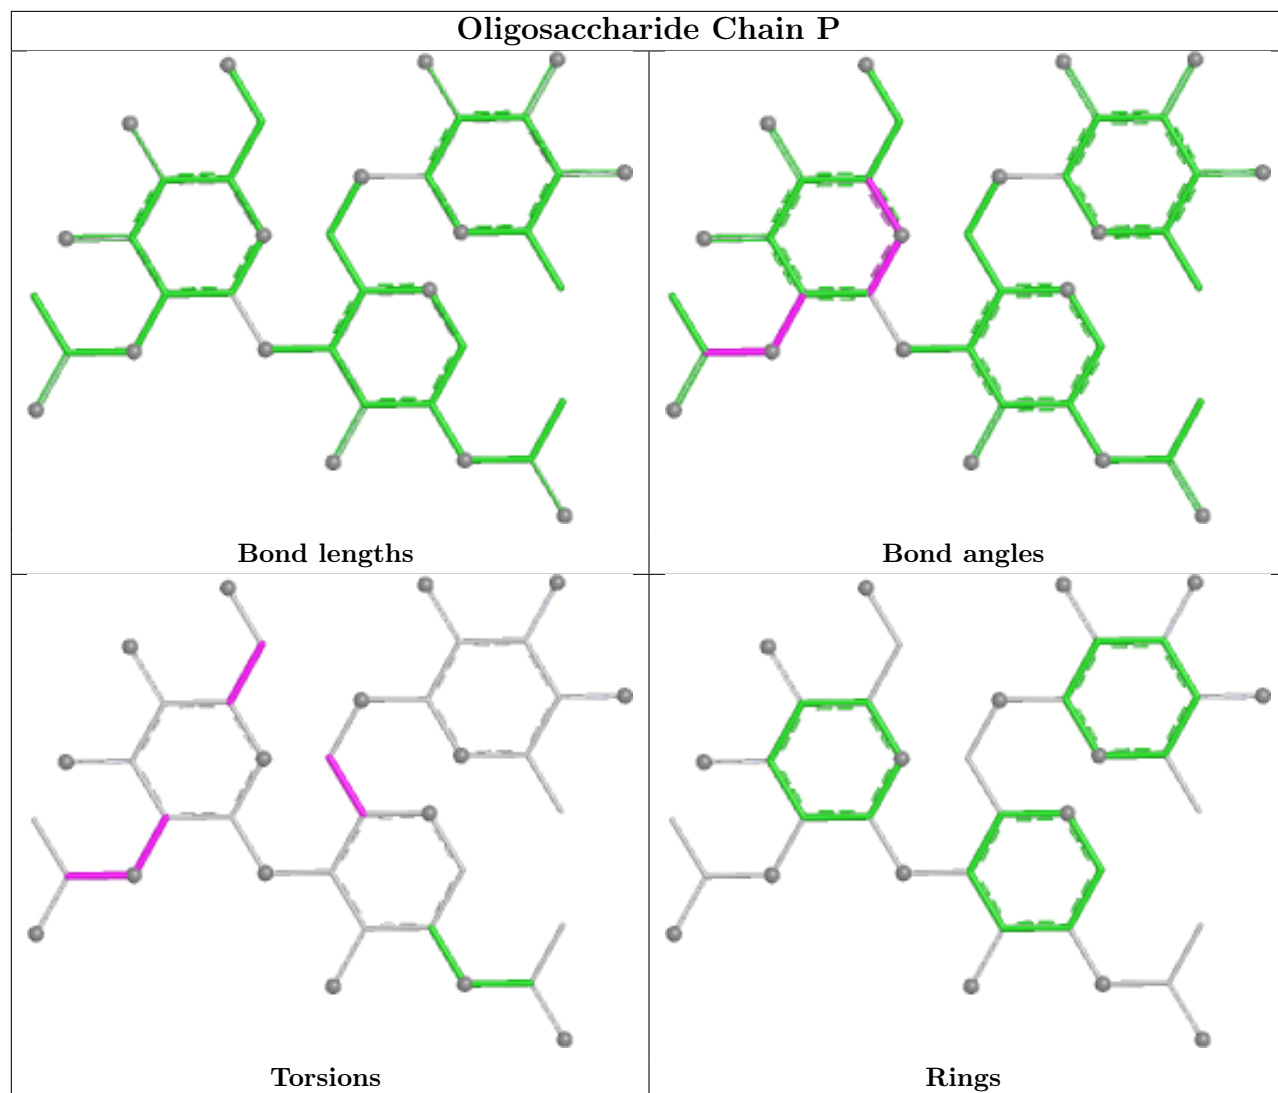 Oligosaccharide Chain P
Bond lengths
Bond angles
Torsions
Rings